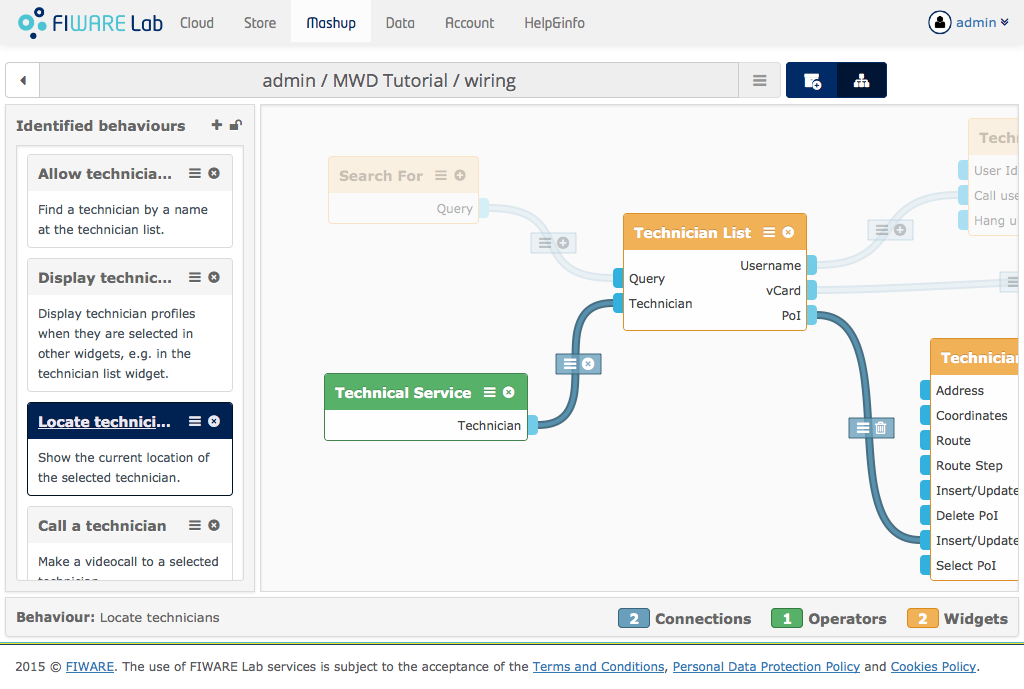 FIWARE Lab Cloud Store Mashup Data Account Help&info admin
admin / MWD Tutorial / wiring
Identified behaviours
Allow technicia...
Find a technician by a name
at the technician list.
Display technic...
Display technician profiles
when they are selected in
other widgets, e.g. in the
technician list widget.
Locate technici...
Show the current location of
the selected technician.
Call a technician
Make a videocall to a selected
technician
Search For
Query
Technical Service
Technician
Technician List
Username
Query
vCard
Technician
PoI
Techn
User Id
Call use
Hang u
Technician
Address
Coordinates
Route
Route Step
Insert/Update
Delete PoI
Insert/Update
Select PoI
Behaviour: Locate technicians
2 Connections 1 Operators 2 Widgets
2015 © FIWARE. The use of FIWARE Lab services is subject to the acceptance of the Terms and Conditions, Personal Data Protection Policy and Cookies Policy.